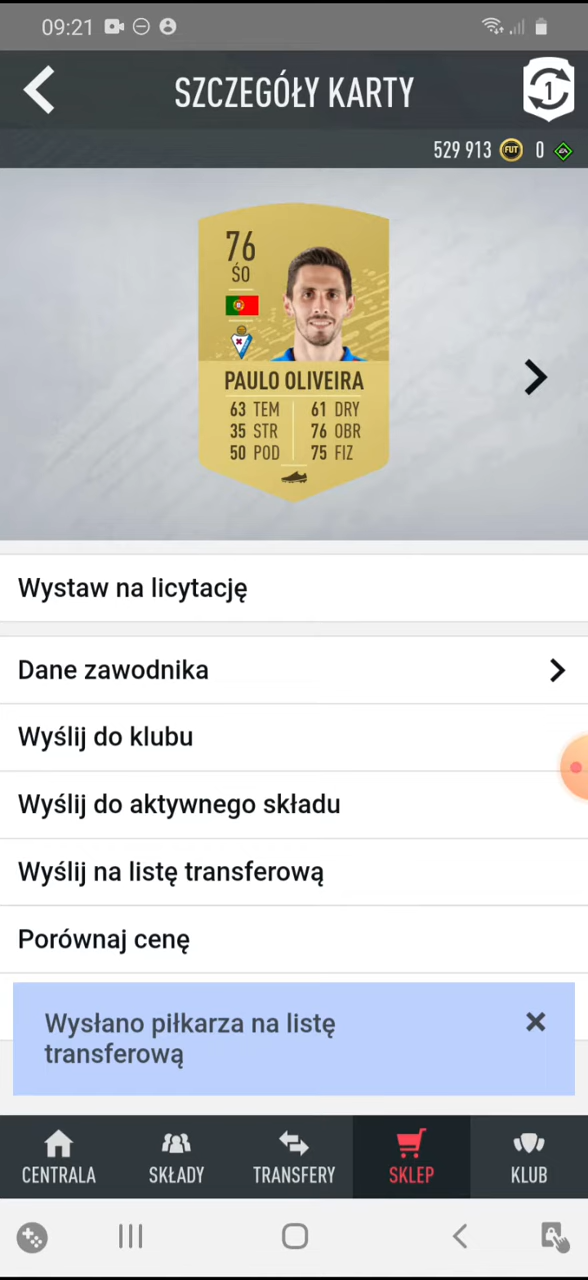 09:21
SZCZEGÓŁY KARTY
1
529 913 FUT 0
76
ŚO
PAULO OLIVEIRA
63 TEM 61 DRY
35 STR 76 OBR
50 POD 75 FIZ
Wystaw na licytację
Dane zawodnika
Wyślij do klubu
Wyślij do aktywnego składu
Wyślij na listę transferową
Porównaj cenę
Wysłano piłkarza na listę
transferową
CENTRALA SKŁADY TRANSFERY SKLEP KLUB